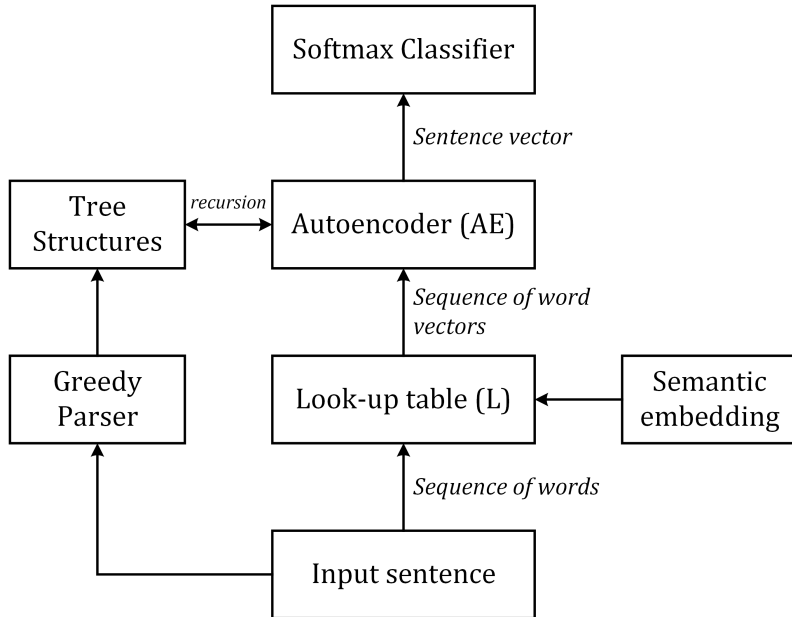 Softmax Classifier
Sentence vector
Tree
Structures
recursion
Autoencoder (AE)
Sequence of word
vectors
Greedy
Parser
Look-up table (L)
Semantic
embedding
Sequence of words
Input sentence